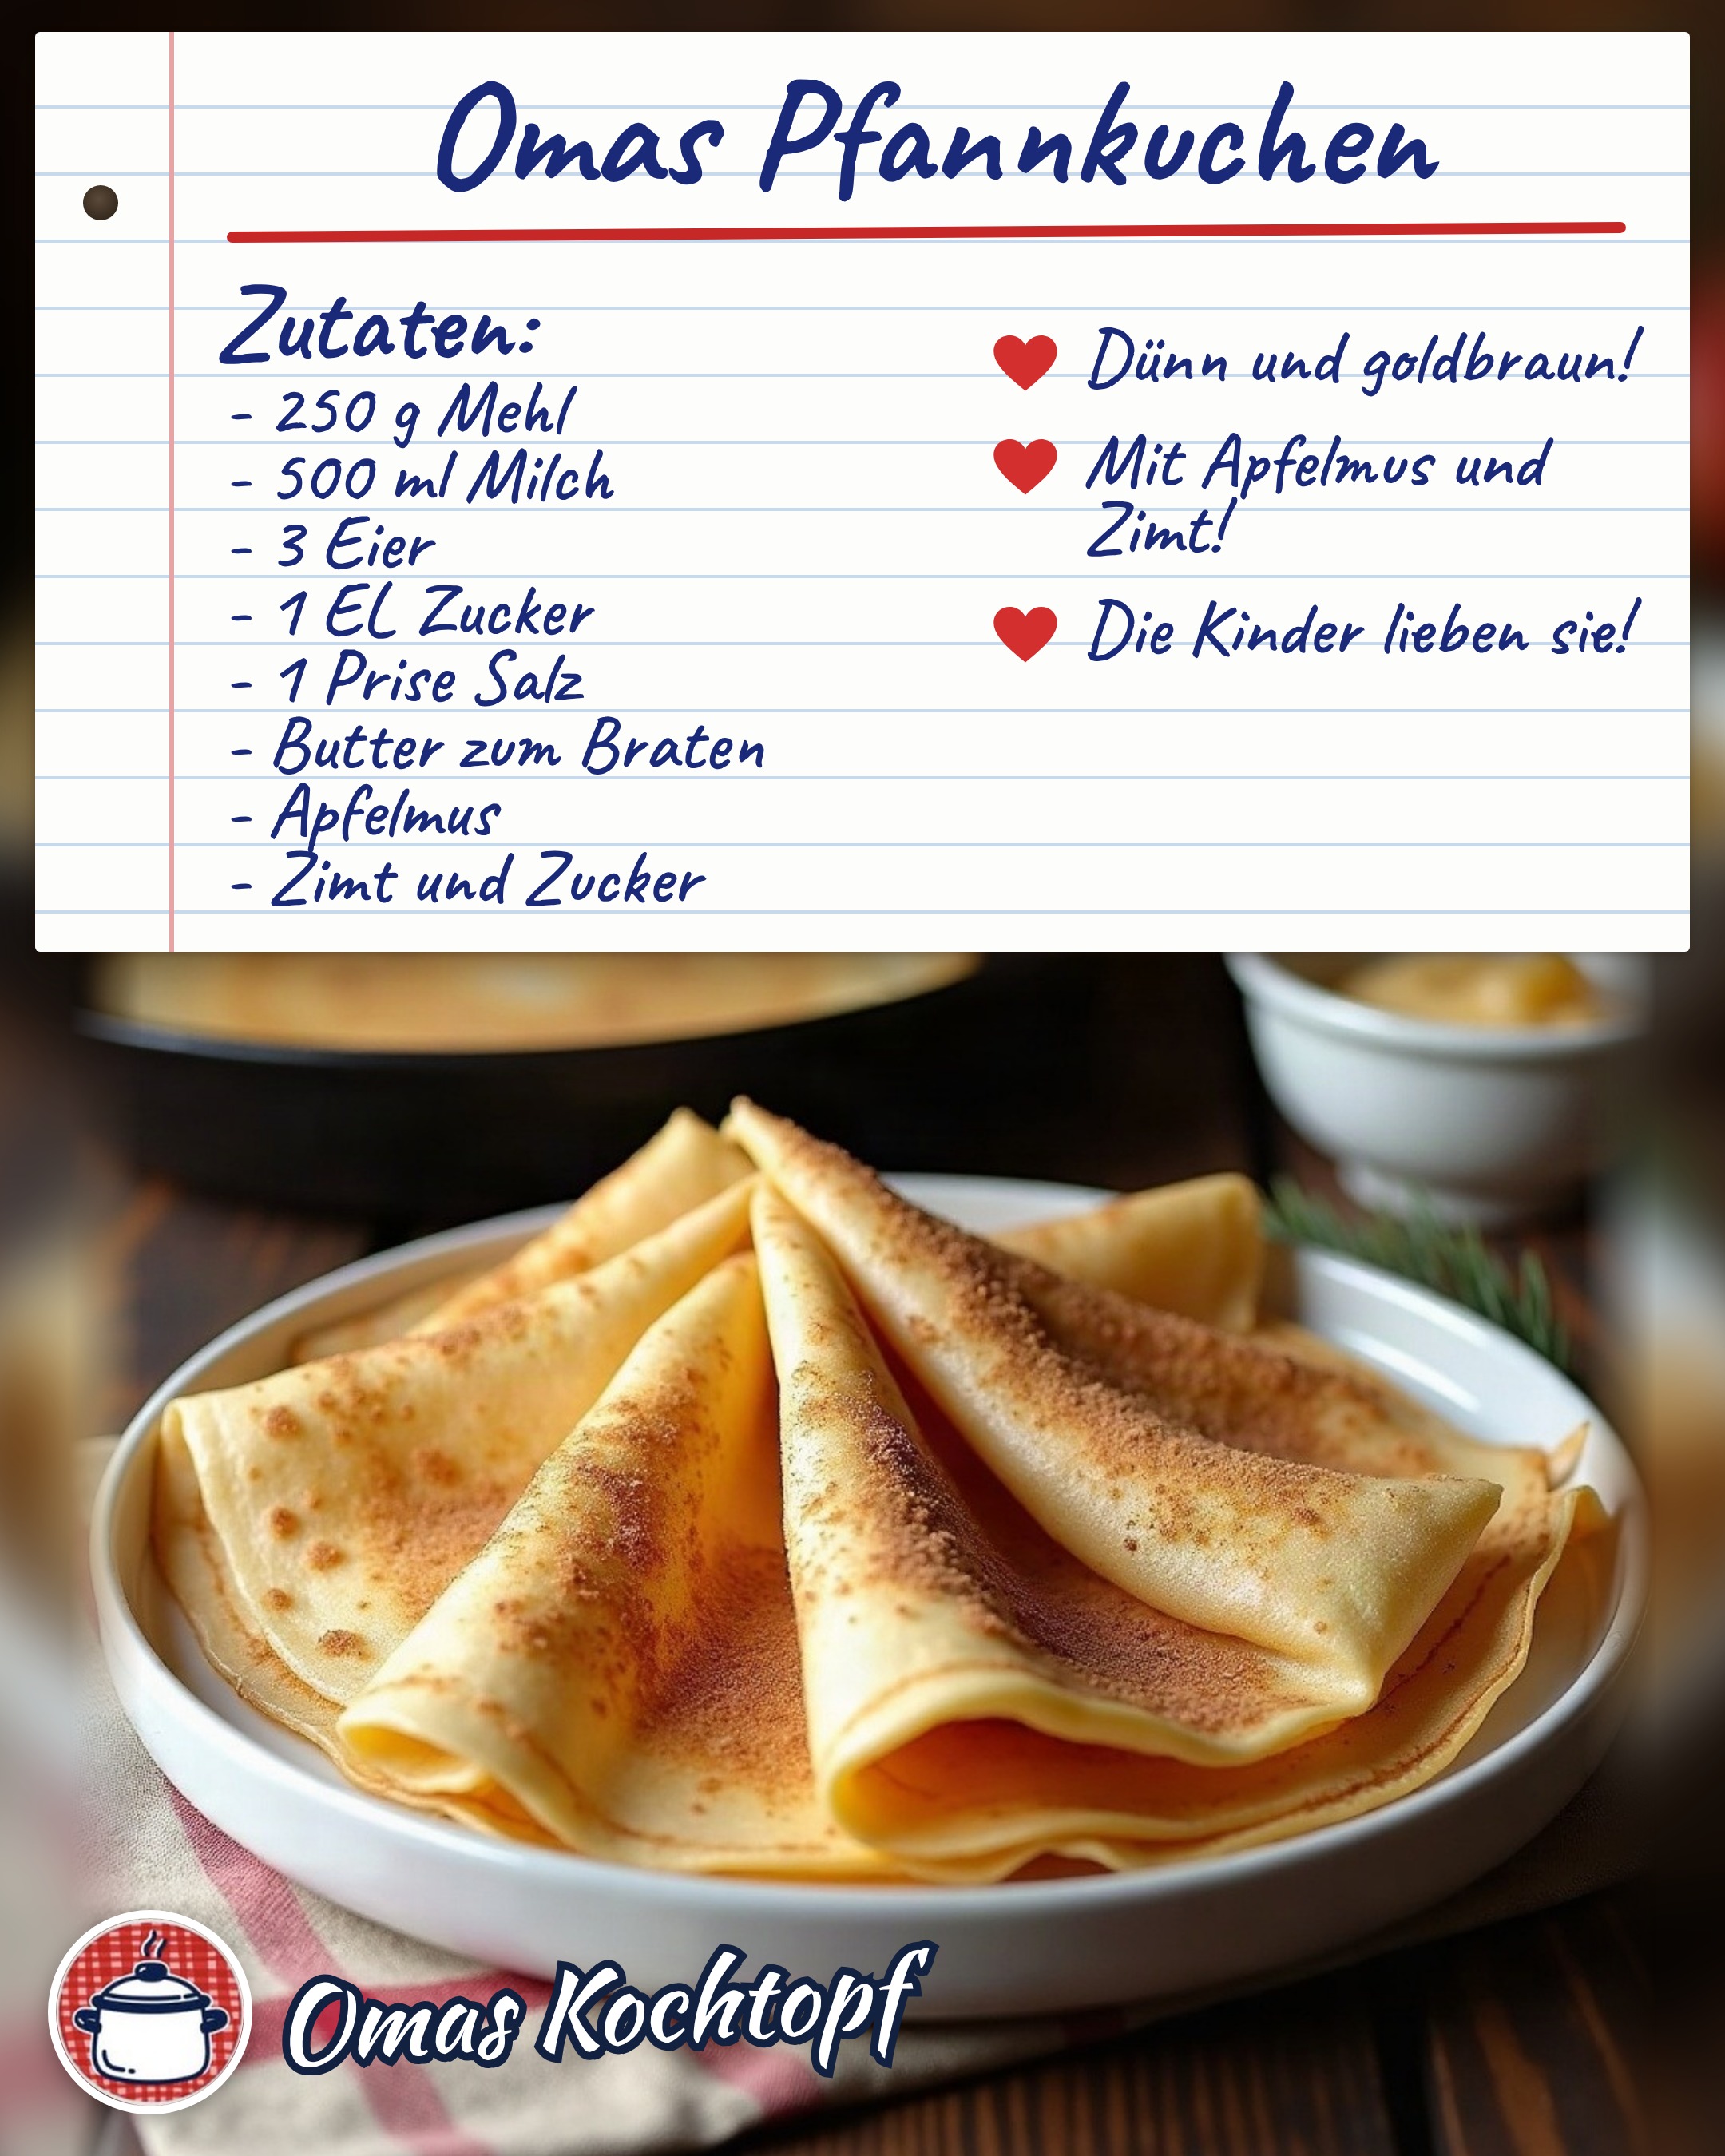 Omas Pfannkuchen
Zutaten:
- 250 g Mehl
- 500 ml Milch
- 3 Eier
- 1 EL Zucker
- 1 Prise Salz
- Butter zum Braten
- Apfelmus
- Zimt und Zucker
Dünn und goldbraun!
Mit Apfelmus und
Zimt!
Die Kinder lieben sie!
Omas Kochtopf